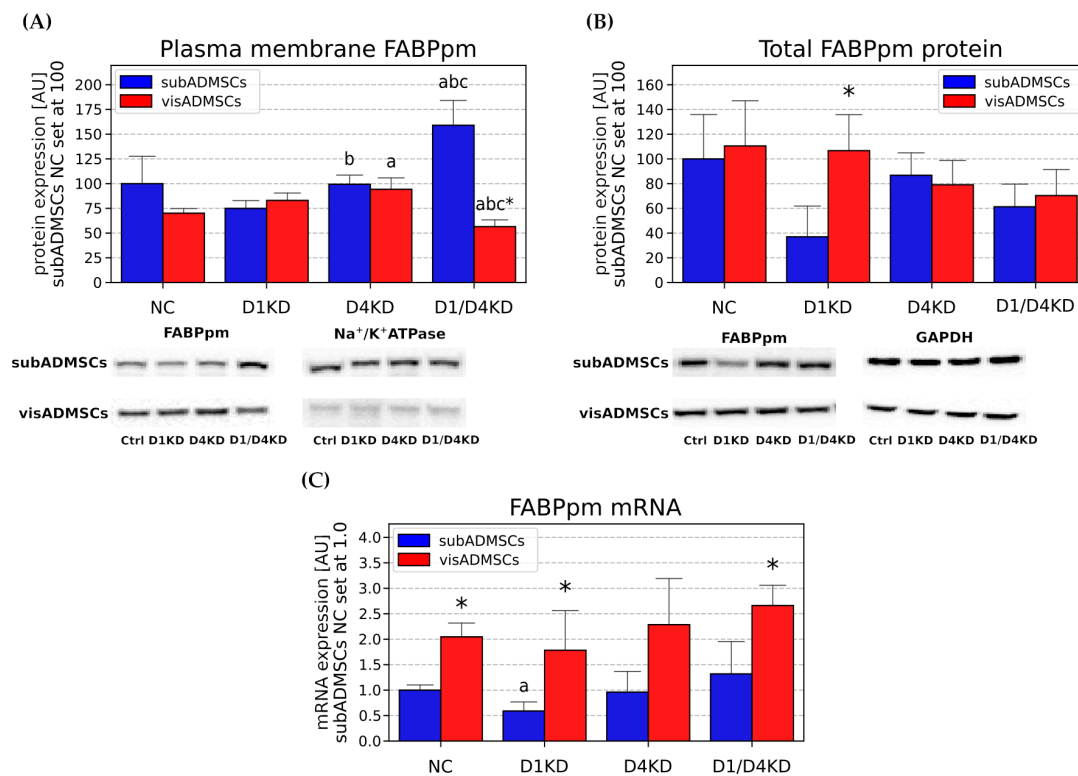 (A)
Plasma membrane FABPpm
protein expression [AU]
subADMSCs NC set at 100
200
175
150
125
100
75
50
25
0
subADMSCs
visADMSCs
b
a
abc
abc*
NC D1KD D4KD D1/D4KD
FABPpm Na⁺/K⁺ATPase
subADMSCs
visADMSCs
Ctrl D1KD D4KD D1/D4KD Ctrl D1KD D4KD D1/D4KD
(B)
Total FABPpm protein
protein expression [AU]
subADMSCs NC set at 100
160
140
120
100
80
60
40
20
0
subADMSCs
visADMSCs
*
NC D1KD D4KD D1/D4KD
FABPpm GAPDH
subADMSCs
visADMSCs
Ctrl D1KD D4KD D1/D4KD Ctrl D1KD D4KD D1/D4KD
(C)
FABPpm mRNA
mRNA expression [AU]
subADMSCs NC set at 1.0
4.0
3.5
3.0
2.5
2.0
1.5
1.0
0.5
0.0
subADMSCs
visADMSCs
*
a
*
*
NC D1KD D4KD D1/D4KD